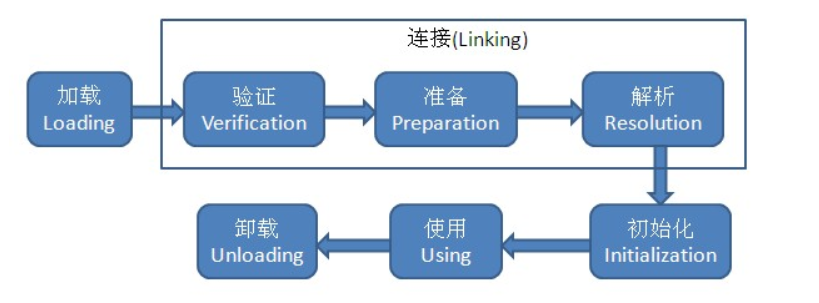 连接(Linking)
加载
Loading
验证
Verification
准备
Preparation
解析
Resolution
初始化
Initialization
使用
Using
卸载
Unloading